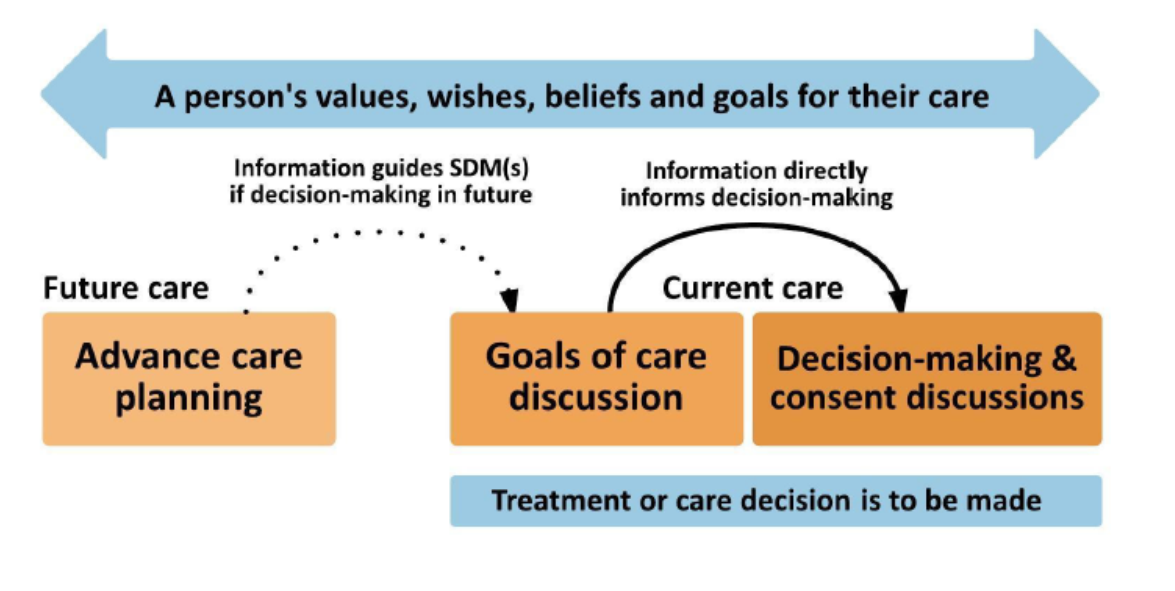 A person's values, wishes, beliefs and goals for their care
Information guides SDM(s)
if decision-making in future
Information directly
informs decision-making
Future care
Current care
Advance care
planning
Goals of care
discussion
Decision-making &
consent discussions
Treatment or care decision is to be made